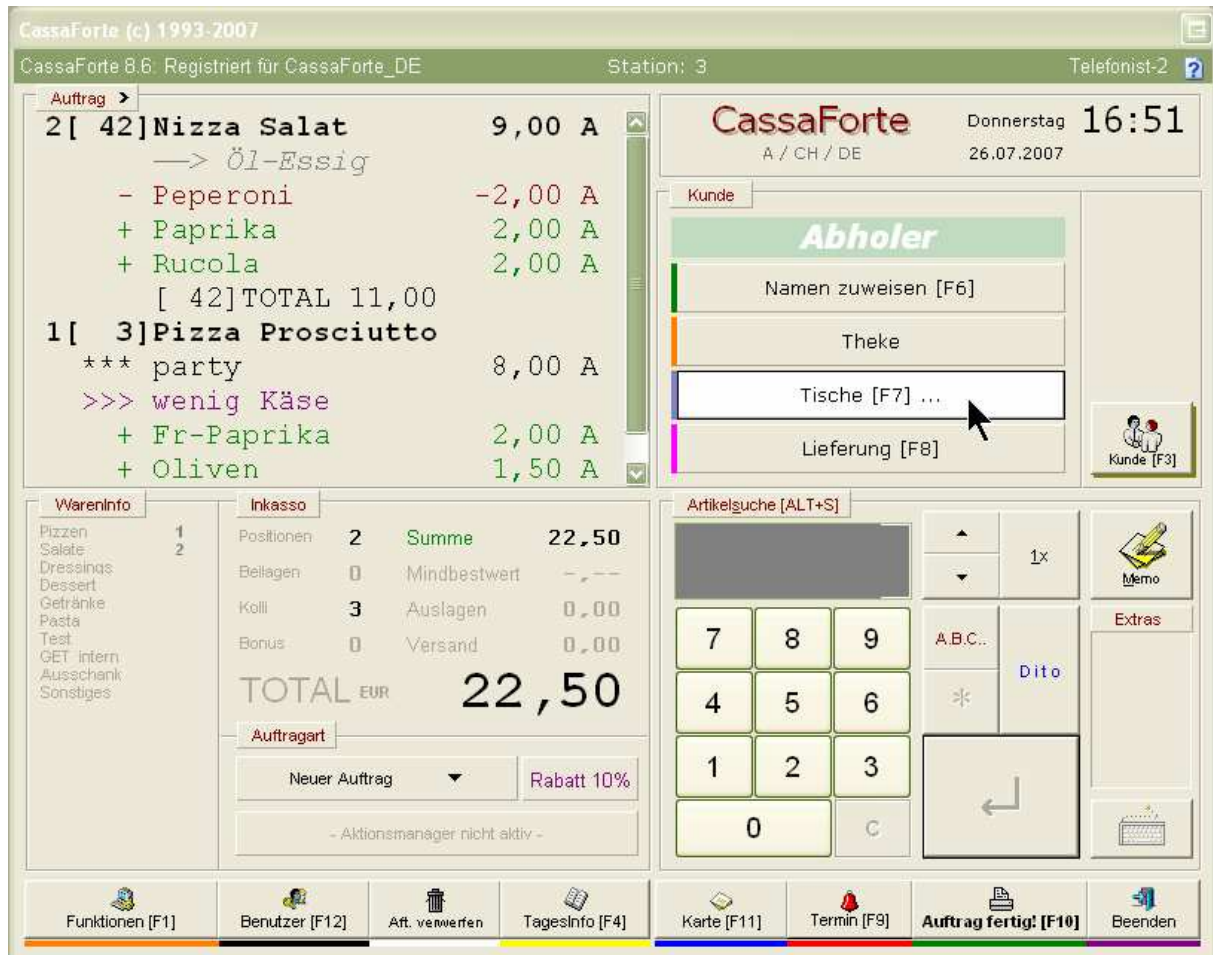 CassaForte (c) 1993-2007
CassaForte 8.6: Registriert für CassaForte_DE Station: 3 Telefonist-2 ?
Auftrag >
2[ 42]Nizza Salat 9,00 A
—> Öl-Essig
- Peperoni -2,00 A
+ Paprika 2,00 A
+ Rucola 2,00 A
[ 42]TOTAL 11,00
1[ 3]Pizza Prosciutto
*** party 8,00 A
>>> wenig Käse
+ Fr-Paprika 2,00 A
+ Oliven 1,50 A
CassaForte
A / CH / DE
Donnerstag 16:51
26.07.2007
Kunde
Abholer
Namen zuweisen [F6]
Theke
Tische [F7] ...
Lieferung [F8]
Kunde [F3]
WarenInfo
Pizzen 1
Salate 2
Dressings
Dessert
Getränke
Pasta
Test
GET intern
Ausschank
Sonstiges
Inkasso
Positionen 2 Summe 22,50
Beilagen 0 Mindbestwert -,--
Kolli 3 Auslagen 0,00
Bonus 0 Versand 0,00
TOTAL EUR 22,50
Auftragart
Neuer Auftrag Rabatt 10%
- Aktionsmanager nicht aktiv -
Artikelsuche [ALT+S]
1x
Memo
7 8 9 A.B.C..
Dito
4 5 6 *
1 2 3
0 C
Extras
Funktionen [F1] Benutzer [F12] Aft. verwerfen TagesInfo [F4] Karte [F11] Termin [F9] Auftrag fertig! [F10] Beenden